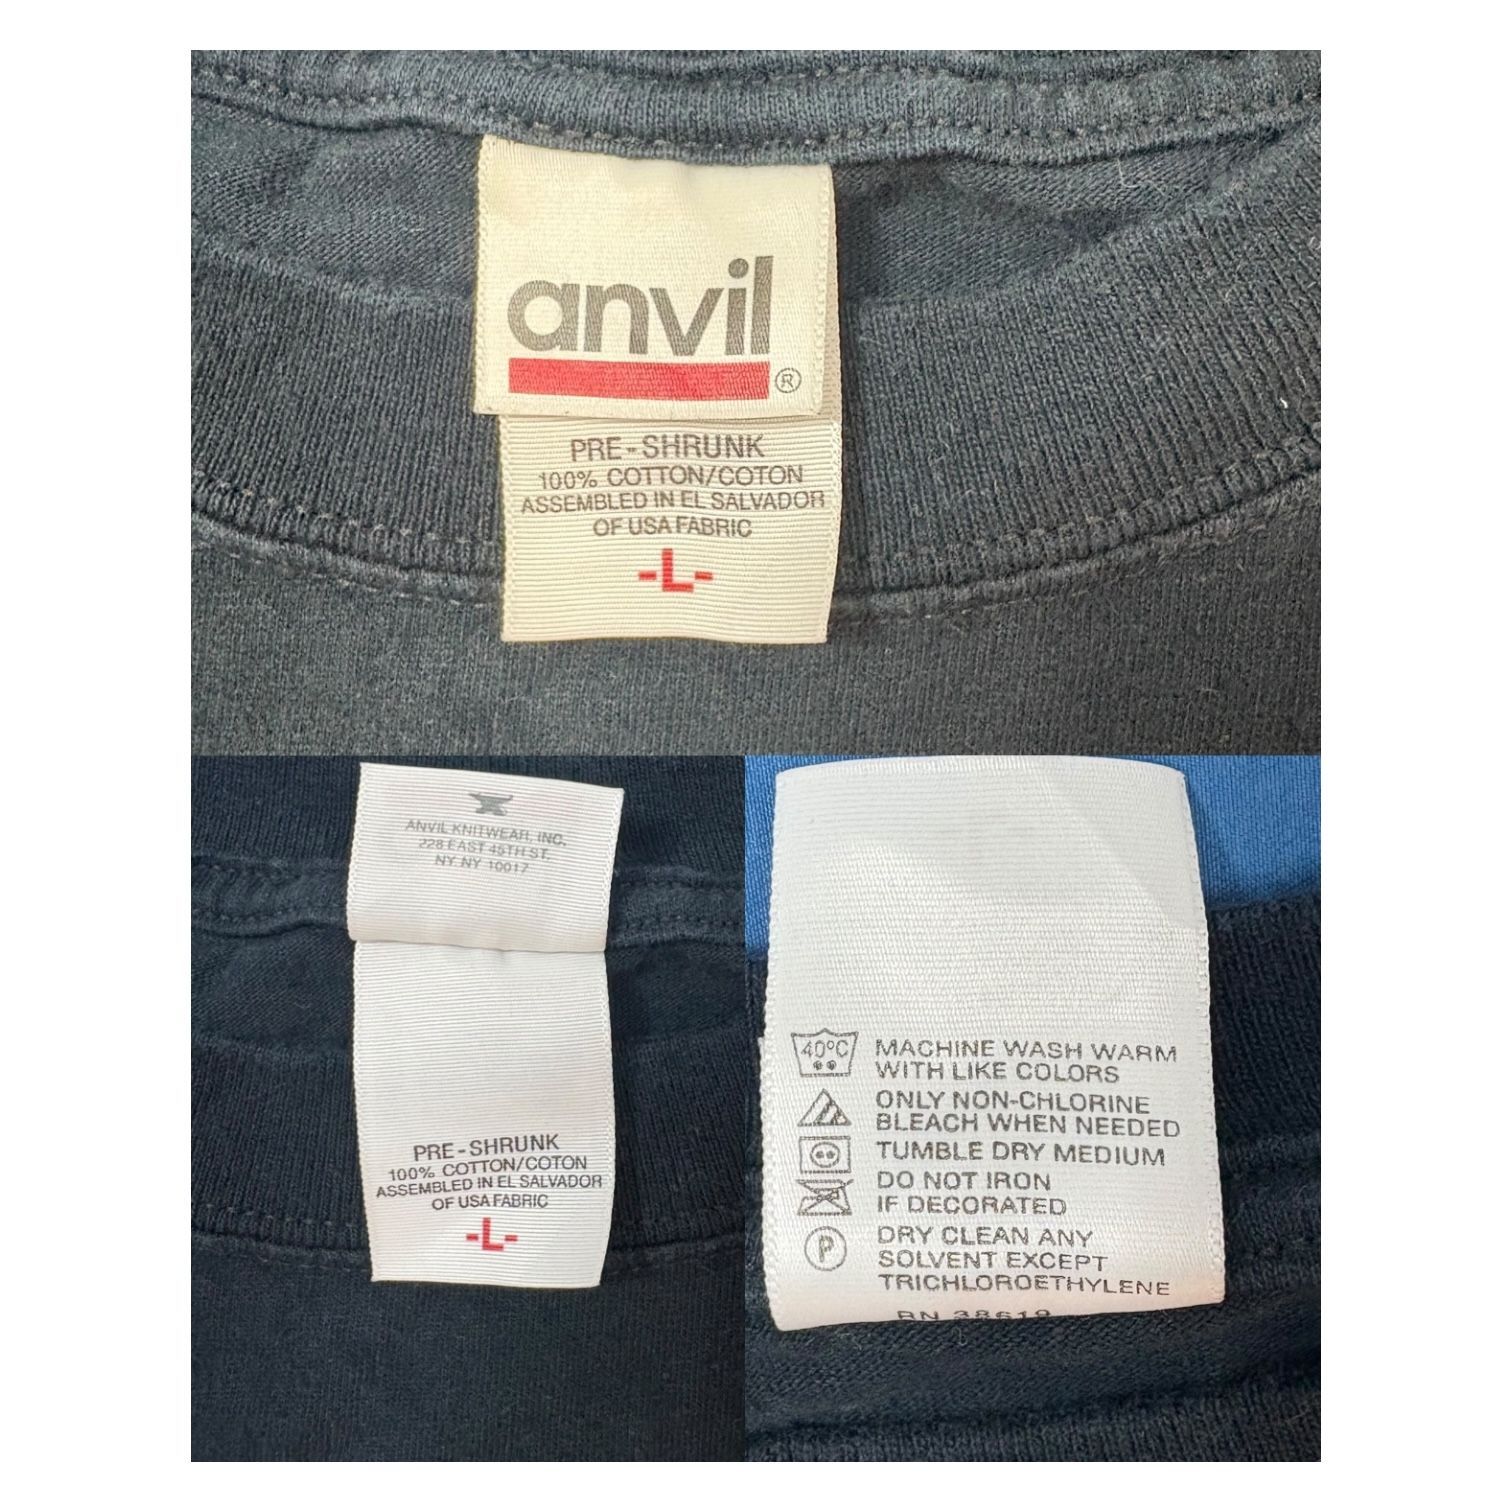 anvil
®
PRE-SHRUNK
100% COTTON/COTON
ASSEMBLED IN EL SALVADOR
OF USA FABRIC
-L-
ANVIL KNITWEAR, INC.
228 EAST 45TH ST.
NY NY 10017
PRE-SHRUNK
100% COTTON/COTON
ASSEMBLED IN EL SALVADOR
OF USA FABRIC
-L-
40°C
MACHINE WASH WARM
WITH LIKE COLORS
ONLY NON-CHLORINE
BLEACH WHEN NEEDED
TUMBLE DRY MEDIUM
DO NOT IRON
IF DECORATED
P
DRY CLEAN ANY
SOLVENT EXCEPT
TRICHLOROETHYLENE
RN 38619